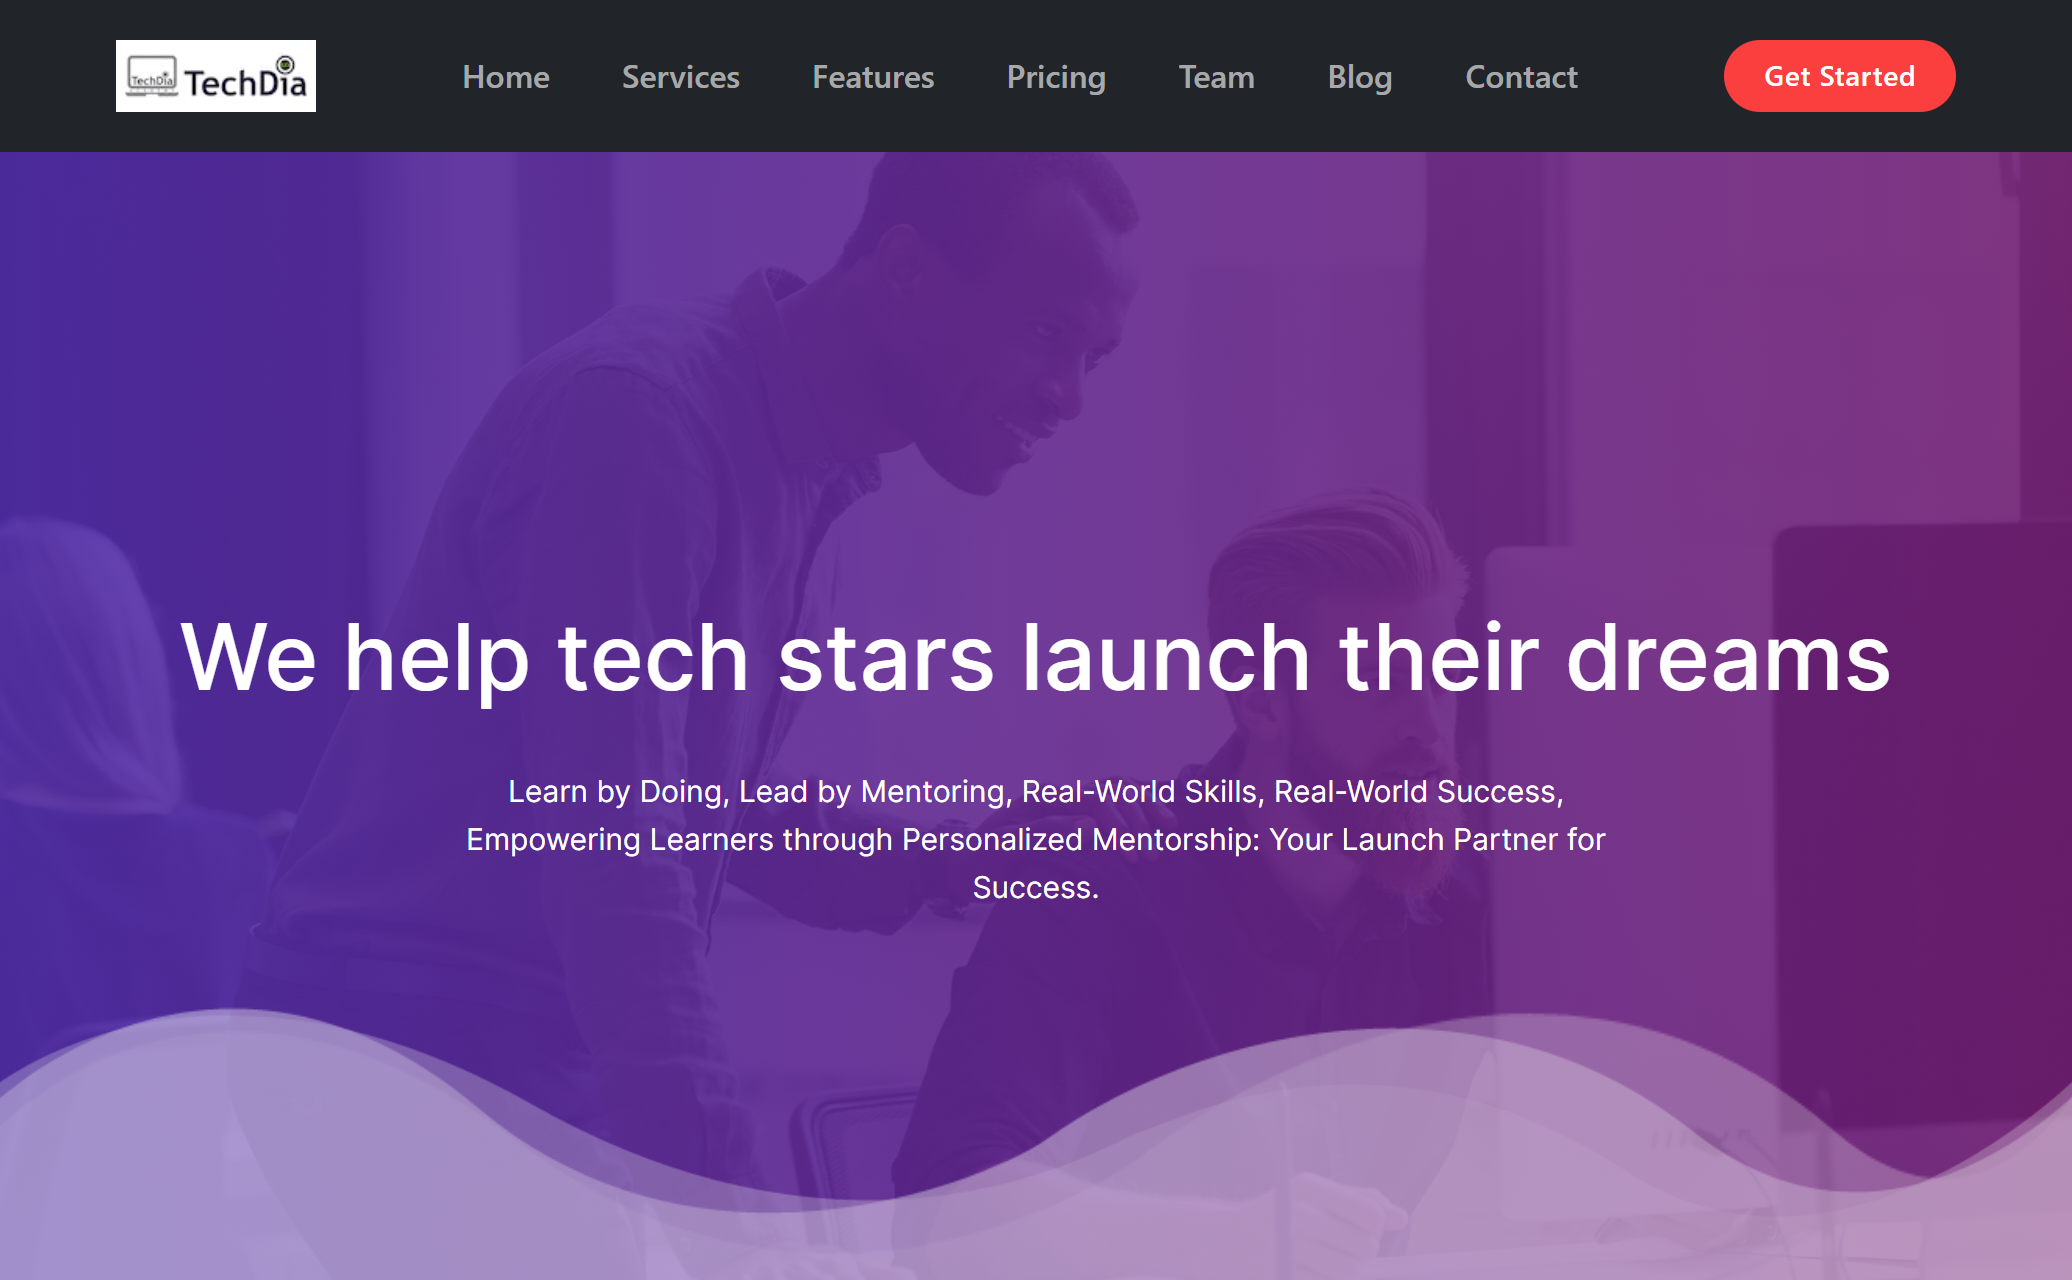 TechDia TechDia
Home Services Features Pricing Team Blog Contact Get Started
We help tech stars launch their dreams
Learn by Doing, Lead by Mentoring, Real-World Skills, Real-World Success,
Empowering Learners through Personalized Mentorship: Your Launch Partner for
Success.